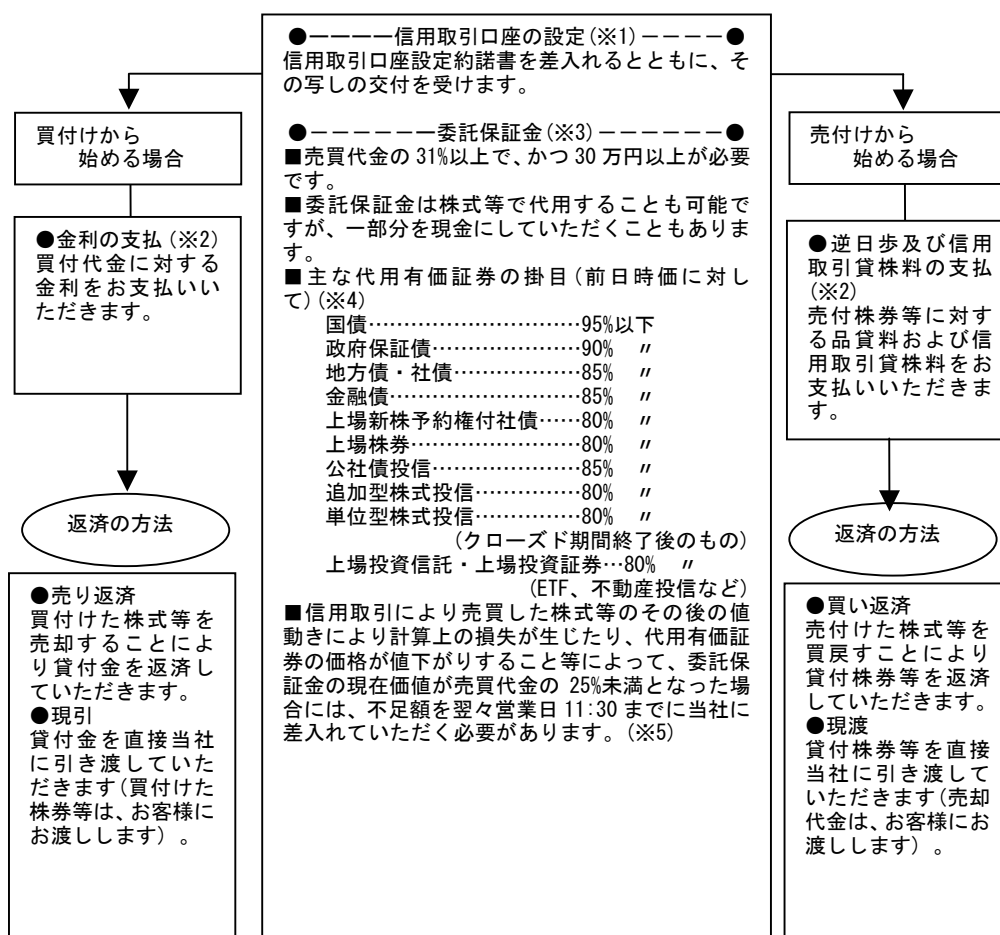 ●－－－－信用取引口座の設定(※1)－－－－●
信用取引口座設定約諾書を差入れるとともに、そ
の写しの交付を受けます。
●－－－－－－委託保証金(※3)－－－－－－●
■売買代金の 31%以上で、かつ 30 万円以上が必要
です。
■委託保証金は株式等で代用することも可能で
すが、一部分を現金にしていただくこともありま
す。
■主な代用有価証券の掛目(前日時価に対し
て)(※4)
国債…………………………95%以下
政府保証債…………………90% 〃
地方債・社債………………85% 〃
金融債………………………85% 〃
上場新株予約権付社債……80% 〃
上場株券……………………80% 〃
公社債投信…………………85% 〃
追加型株式投信……………80% 〃
単位型株式投信……………80% 〃
(クローズド期間終了後のもの)
上場投資信託・上場投資証券…80% 〃
(ETF、不動産投信など)
■信用取引により売買した株式等のその後の値
動きにより計算上の損失が生じたり、代用有価証
券の価格が値下がりすること等によって、委託保
証金の現在価値が売買代金の 25%未満となった場
合には、不足額を翌々営業日 11:30 までに当社に
差入れていただく必要があります。(※5)
買付けから
始める場合
●金利の支払(※2)
買付代金に対する
金利をお支払いい
ただきます。
返済の方法
●売り返済
買付けた株式等を
売却することによ
り貸付金を返済し
ていただきます。
●現引
貸付金を直接当社
に引き渡していた
だきます(買付けた
株券等は、お客様に
お渡しします) 。
売付けから
始める場合
●逆日歩及び信用
取引貸株料の支払
(※2)
売付株券等に対す
る品貸料および信
用取引貸株料をお
支払いいただきま
す。
返済の方法
●買い返済
売付けた株式等を
買戻すことにより
貸付株券等を返済
していただきます。
●現渡
貸付株券等を直接
当社に引き渡して
いただきます(売却
代金は、お客様にお
渡しします) 。